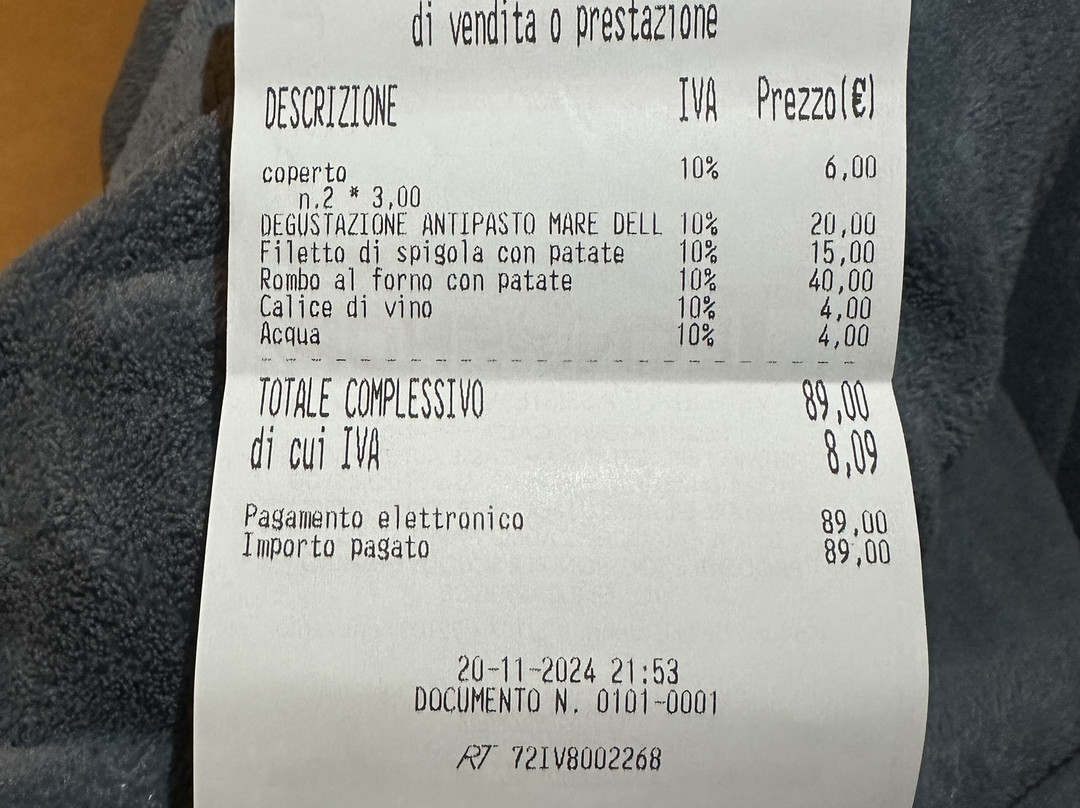 di vendita o prestazione
DESCRIZIONE IVA Prezzo(€)
coperto 10% 6,00
n.2 * 3,00
DEGUSTAZIONE ANTIPASTO MARE DELL 10% 20,00
Filetto di spigola con patate 10% 15,00
Rombo al forno con patate 10% 40,00
Calice di vino 10% 4,00
Acqua 10% 4,00
TOTALE COMPLESSIVO 89,00
di cui IVA 8,09
Pagamento elettronico 89,00
Importo pagato 89,00
20-11-2024 21:53
DOCUMENTO N. 0101-0001
RT 72IV8002268